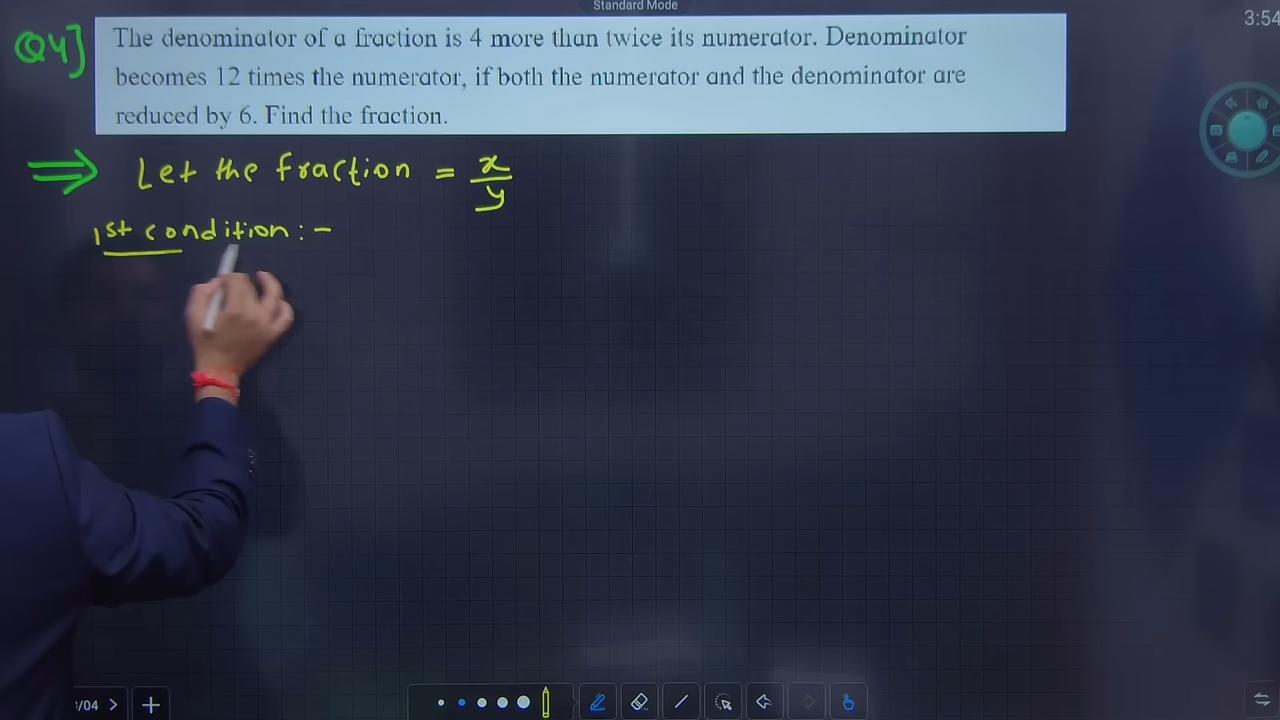 Standard Mode
3:54
Q4]
The denominator of a fraction is 4 more than twice its numerator. Denominator
becomes 12 times the numerator, if both the numerator and the denominator are
reduced by 6. Find the fraction.
⇒ Let the fraction = x/y
1st condition :-
/04